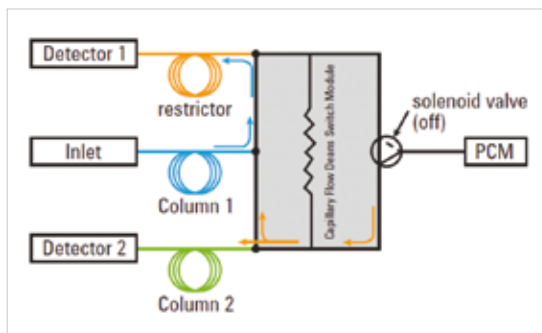 Detector 1
restrictor
Inlet
Column 1
Detector 2
Column 2
Capillary Flow Deans Switch Module
solenoid valve
(off)
PCM